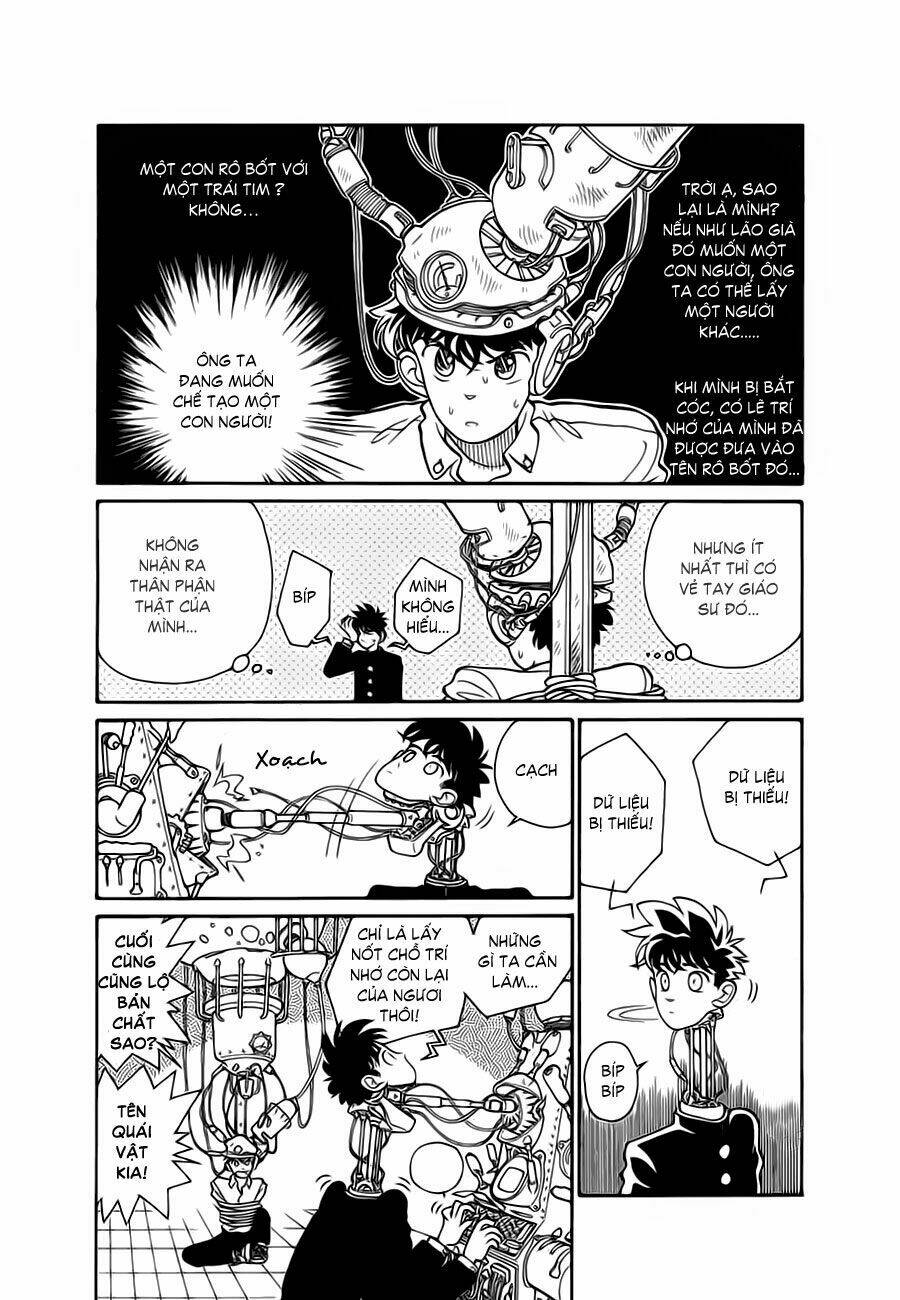 TRỜI Ạ, SAO
LẠI LÀ MÌNH?
NẾU NHƯ LÃO GIÀ
ĐÓ MUỐN MỘT
CON NGƯỜI, ÔNG
TA CÓ THỂ LẤY
MỘT NGƯỜI
KHÁC.....
KHI MÌNH BỊ BẮT
CÓC, CÓ LẼ TRÍ
NHỚ CỦA MÌNH ĐÃ
ĐƯỢC ĐƯA VÀO
TÊN RÔ BỐT ĐÓ...
MỘT CON RÔ BỐT VỚI
MỘT TRÁI TIM ?
KHÔNG...
ÔNG TA
ĐANG MUỐN
CHẾ TẠO MỘT
CON NGƯỜI!
NHƯNG ÍT
NHẤT THÌ CÓ
VẺ TAY GIÁO
SƯ ĐÓ...
MÌNH
KHÔNG
HIỂU...
BÍP
KHÔNG
NHẬN RA
THÂN PHẬN
THẬT CỦA
MÌNH...
DỮ LIỆU
BỊ THIẾU!
DỮ LIỆU
BỊ THIẾU!
BÍP
BÍP
CẠCH
XOẠCH
NHỮNG
GÌ TA CẦN
LÀM...
CHỈ LÀ LẤY
NỐT CHỖ TRÍ
NHỚ CÒN LẠI
CỦA NGƯƠI
THÔI!
CUỐI
CÙNG
CŨNG LỘ
BẢN
CHẤT
SAO?
TÊN
QUÁI
VẬT
KIA!